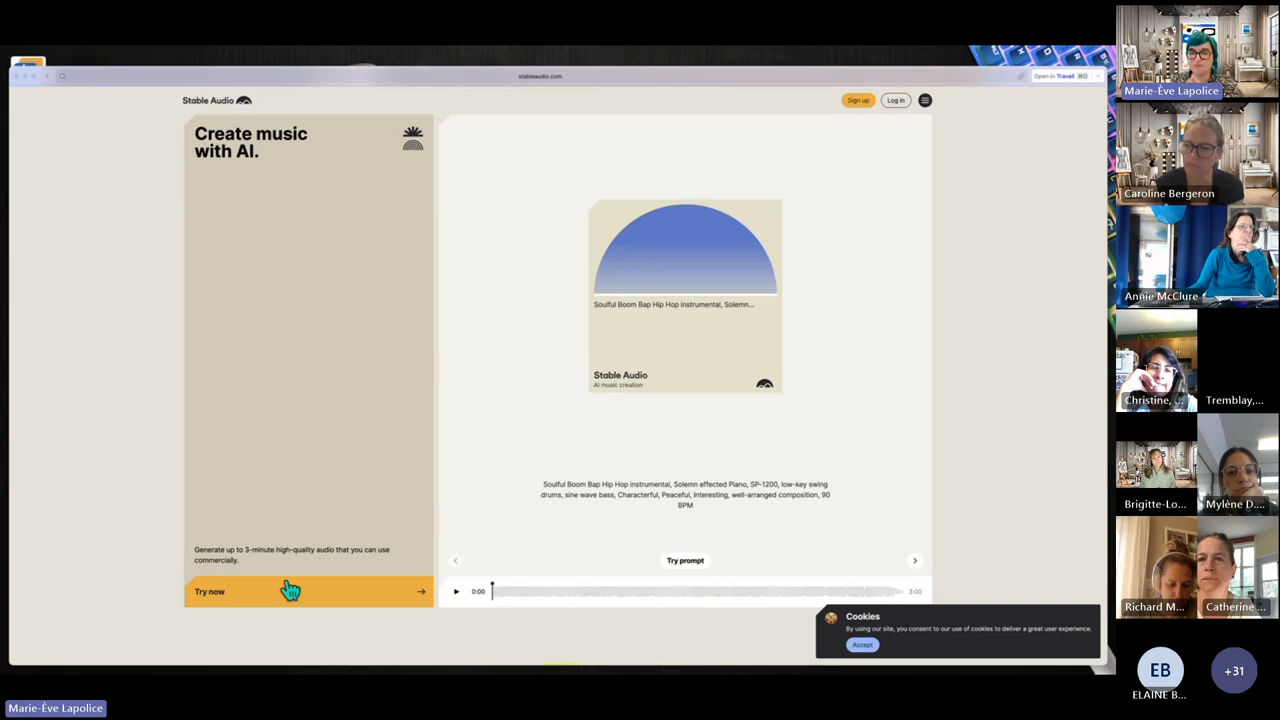 stableaudio.com
Open in Travail ⌘O
Stable Audio
Sign up
Log in
Create music
with AI.
Generate up to 3-minute high-quality audio that you can use
commercially.
Try now
Soulful Boom Bap Hip Hop instrumental, Solemn...
Stable Audio
AI music creation
Soulful Boom Bap Hip Hop instrumental, Solemn effected Piano, SP-1200, low-key swing
drums, sine wave bass, Characterful, Peaceful, Interesting, well-arranged composition, 90
BPM
Try prompt
0:00
3:00
Cookies
By using our site, you consent to our use of cookies to deliver a great user experience.
Accept
Marie-Ève Lapolice
Caroline Bergeron
Annie McClure
Christine, ...
Tremblay,...
Brigitte-Lo...
Mylène D....
Richard M...
Catherine ...
EB
ELAINE B...
+31
Marie-Ève Lapolice